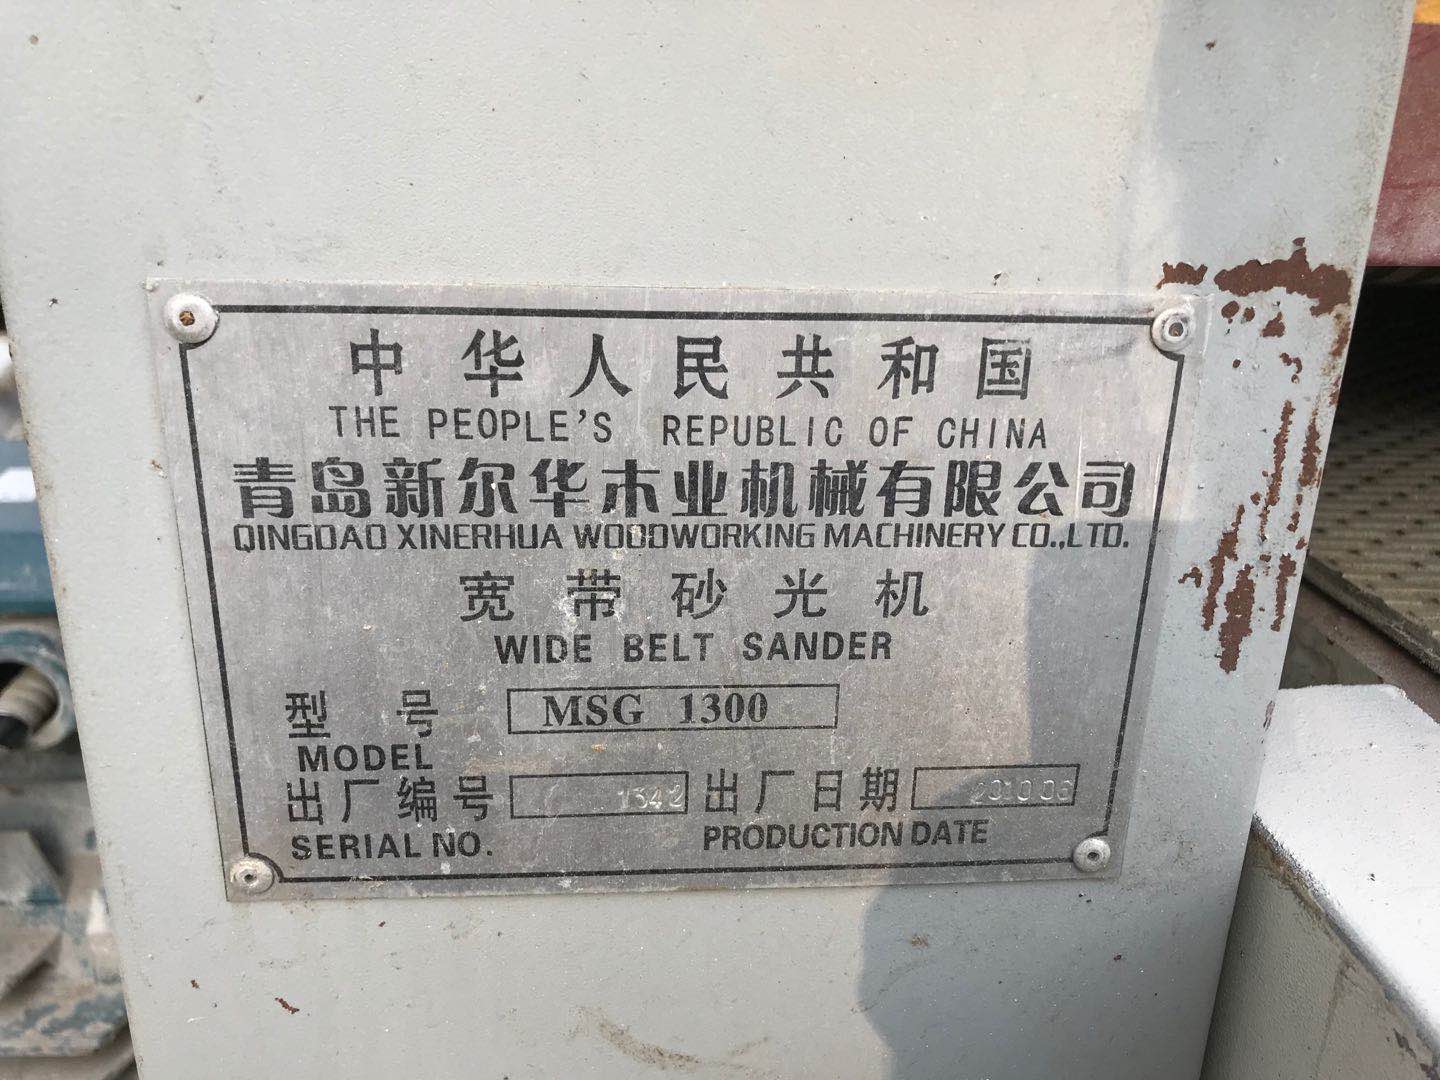 中华人民共和国
THE PEOPLE'S REPUBLIC OF CHINA
青岛新尔华木业机械有限公司
QINGDAO XINERHUA WOODWORKING MACHINERY CO.,LTD.
宽带砂光机
WIDE BELT SANDER
型号 MSG 1300
MODEL
出厂编号 1342 出厂日期 2010 06
SERIAL NO. PRODUCTION DATE